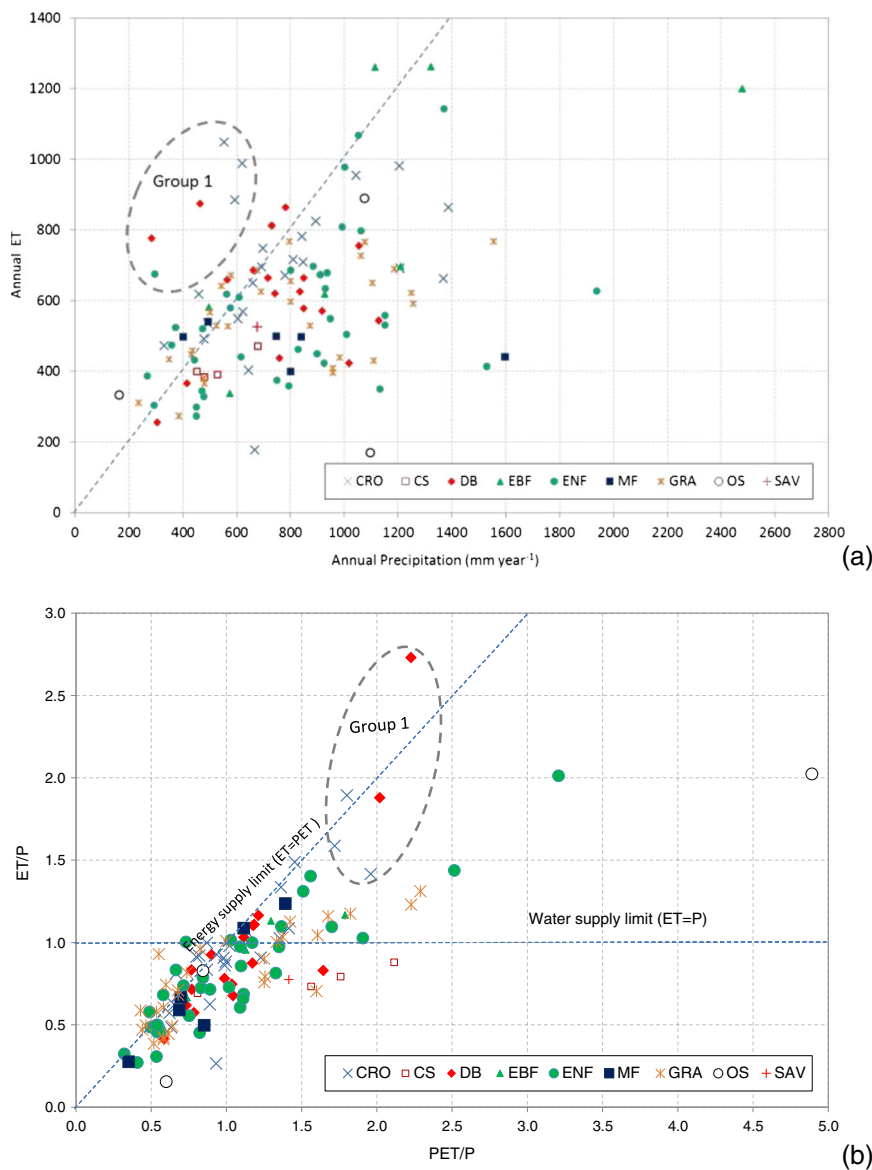 1400
1200
1000
800
600
400
200
0
Annual ET
Group 1
CRO CS DB EBF ENF MF GRA OS SAV
0 200 400 600 800 1000 1200 1400 1600 1800 2000 2200 2400 2600 2800
Annual Precipitation (mm year⁻¹)
(a)
3.0
2.5
2.0
1.5
1.0
0.5
0.0
ET/P
Group 1
Energy supply limit (ET=PET)
Water supply limit (ET=P)
CRO CS DB EBF ENF MF GRA OS SAV
0.0 0.5 1.0 1.5 2.0 2.5 3.0 3.5 4.0 4.5 5.0
PET/P
(b)